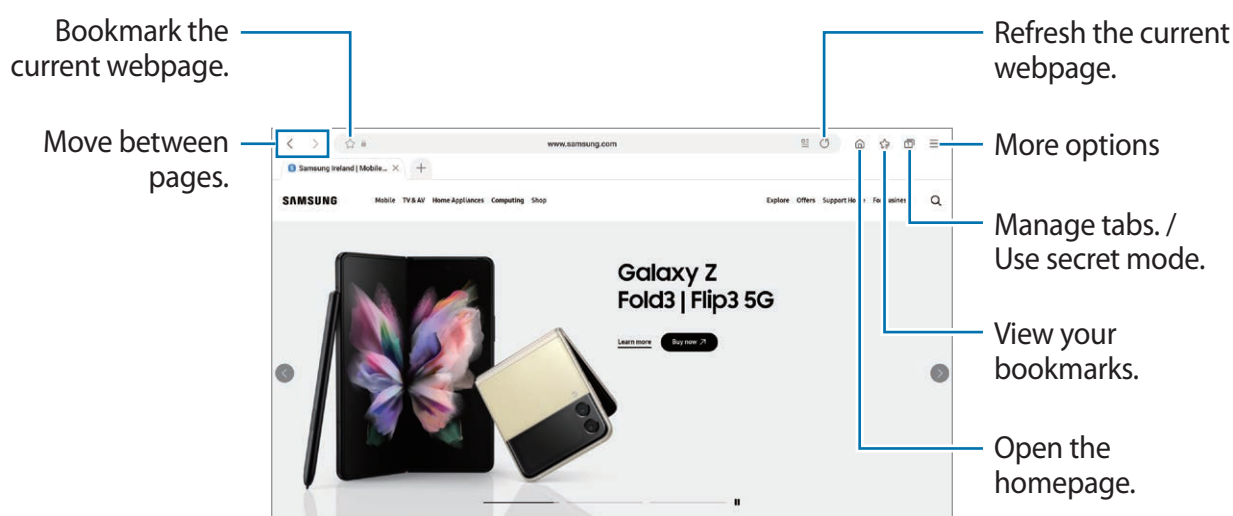 Bookmark the
current webpage.
Refresh the current
webpage.
Move between
pages.
www.samsung.com
More options
Samsung Ireland | Mobile...
SAMSUNG Mobile TV & AV Home Appliances Computing Shop Explore Offers Support
Manage tabs. /
Use secret mode.
Galaxy Z
Fold3 | Flip3 5G
Learn more Buy now
View your
bookmarks.
Open the
homepage.